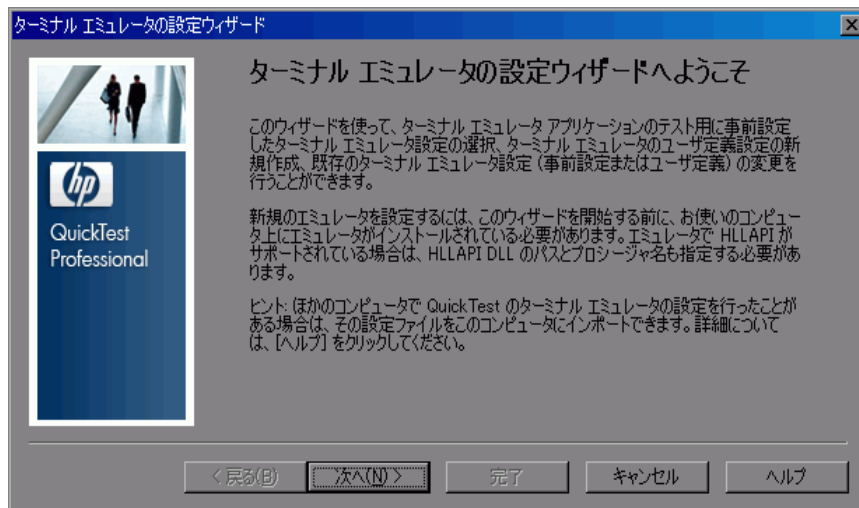 ターミナル エミュレータの設定ウィザード
ターミナル エミュレータの設定ウィザードへようこそ
このウィザードを使って、ターミナル エミュレータ アプリケーションのテスト用に事前設定
したターミナル エミュレータ設定の選択、ターミナル エミュレータのユーザ定義設定の新
規作成、既存のターミナル エミュレータ設定 (事前設定またはユーザ定義) の変更を
行うことができます。
新規のエミュレータを設定するには、このウィザードを開始する前に、お使いのコンピュー
タ上にエミュレータがインストールされている必要があります。エミュレータで HLLAPI が
サポートされている場合は、HLLAPI DLL のパスとプロシージャ名も指定する必要があ
ります。
ヒント: ほかのコンピュータで QuickTest のターミナル エミュレータの設定を行ったことが
ある場合は、その設定ファイルをこのコンピュータにインポートできます。詳細について
は、[ヘルプ] をクリックしてください。
hp
QuickTest
Professional
< 戻る(B)
次へ(N) >
完了
キャンセル
ヘルプ